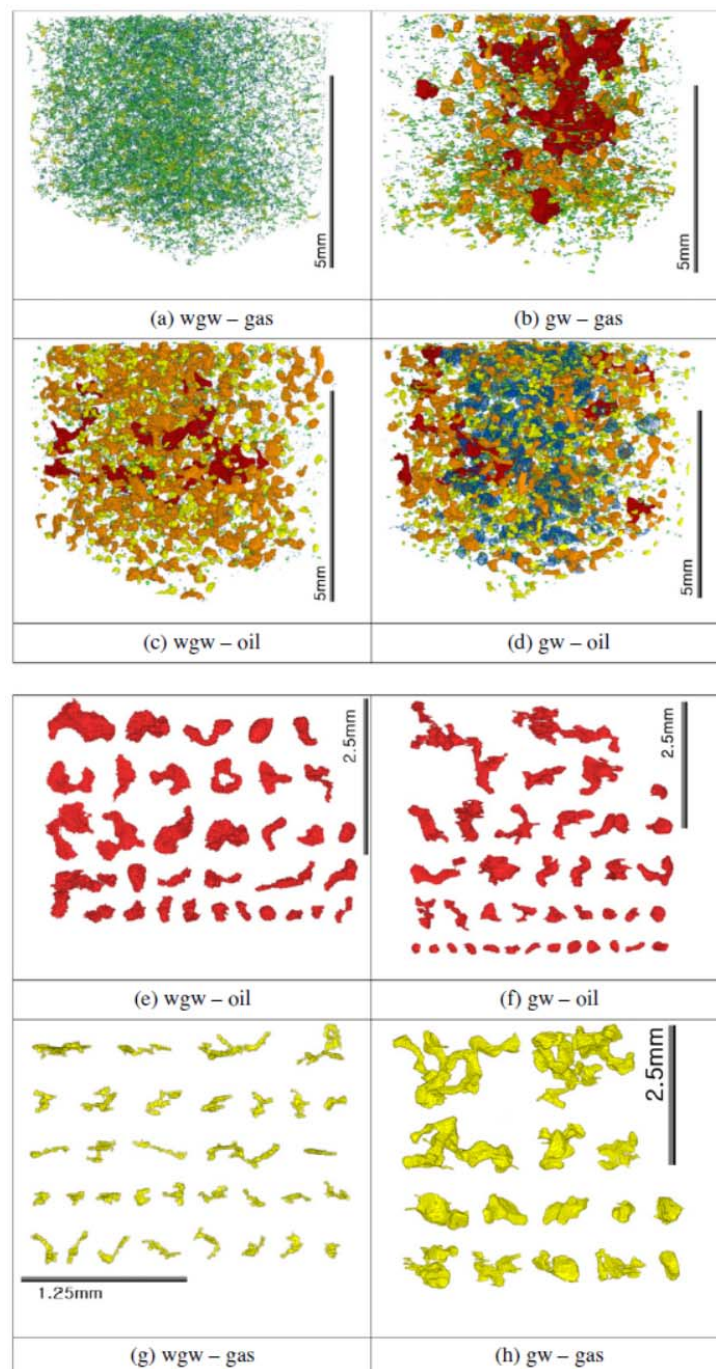 5mm
5mm
(a) wgw – gas
(b) gw – gas
5mm
5mm
(c) wgw – oil
(d) gw – oil
2.5mm
2.5mm
(e) wgw – oil
(f) gw – oil
2.5mm
1.25mm
(g) wgw – gas
(h) gw – gas